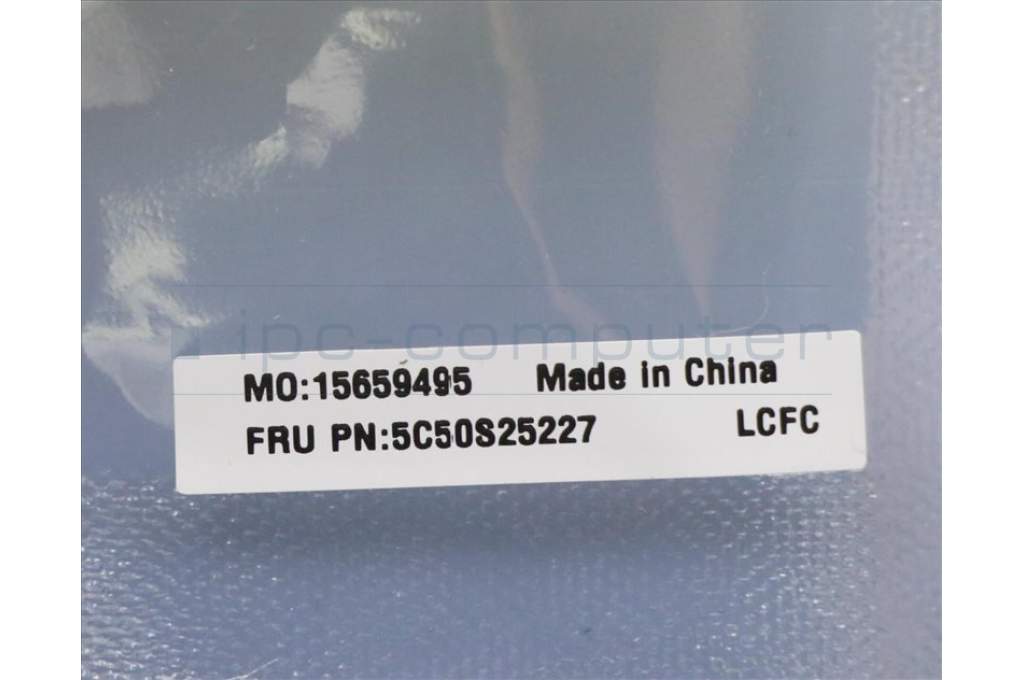 ipc-computer
MO:15659495 Made in China
FRU PN:5C50S25227 LCFC